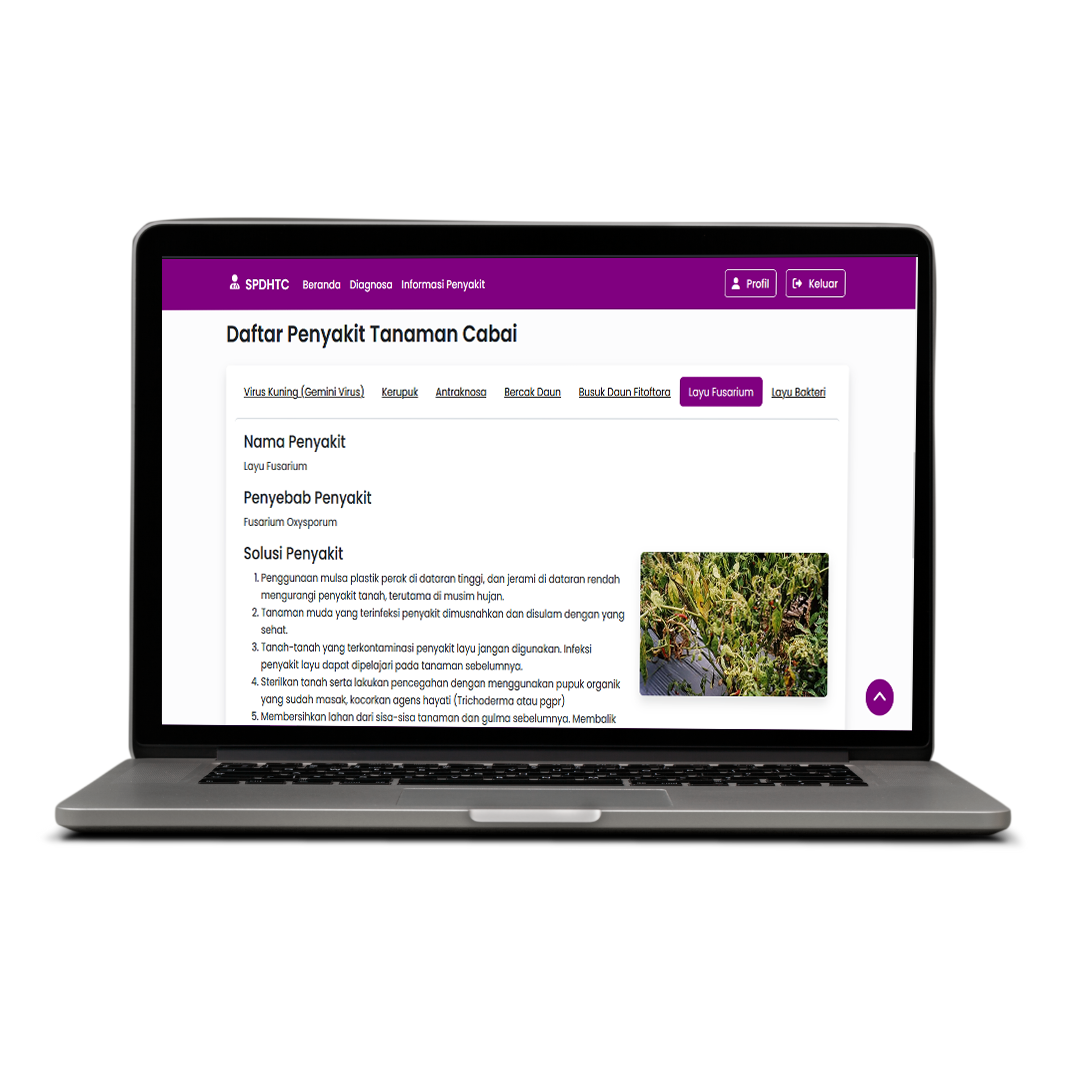 SPDHTC Beranda Diagnosa Informasi Penyakit Profil Keluar
Daftar Penyakit Tanaman Cabai
Virus Kuning (Gemini Virus) Kerupuk Antraknosa Bercak Daun Busuk Daun Fitoftora Layu Fusarium Layu Bakteri
Nama Penyakit
Layu Fusarium
Penyebab Penyakit
Fusarium Oxysporum
Solusi Penyakit
1. Penggunaan mulsa plastik perak di dataran tinggi, dan jerami di dataran rendah
mengurangi penyakit tanah, terutama di musim hujan.
2. Tanaman muda yang terinfeksi penyakit dimusnahkan dan disulam dengan yang
sehat.
3. Tanah-tanah yang terkontaminasi penyakit layu jangan digunakan. Infeksi
penyakit layu dapat dipelajari pada tanaman sebelumnya.
4. Sterilkan tanah serta lakukan pencegahan dengan menggunakan pupuk organik
yang sudah masak, kocorkan agens hayati (Trichoderma atau pgpr)
5. Membersihkan lahan dari sisa-sisa tanaman dan gulma sebelumnya. Membalik